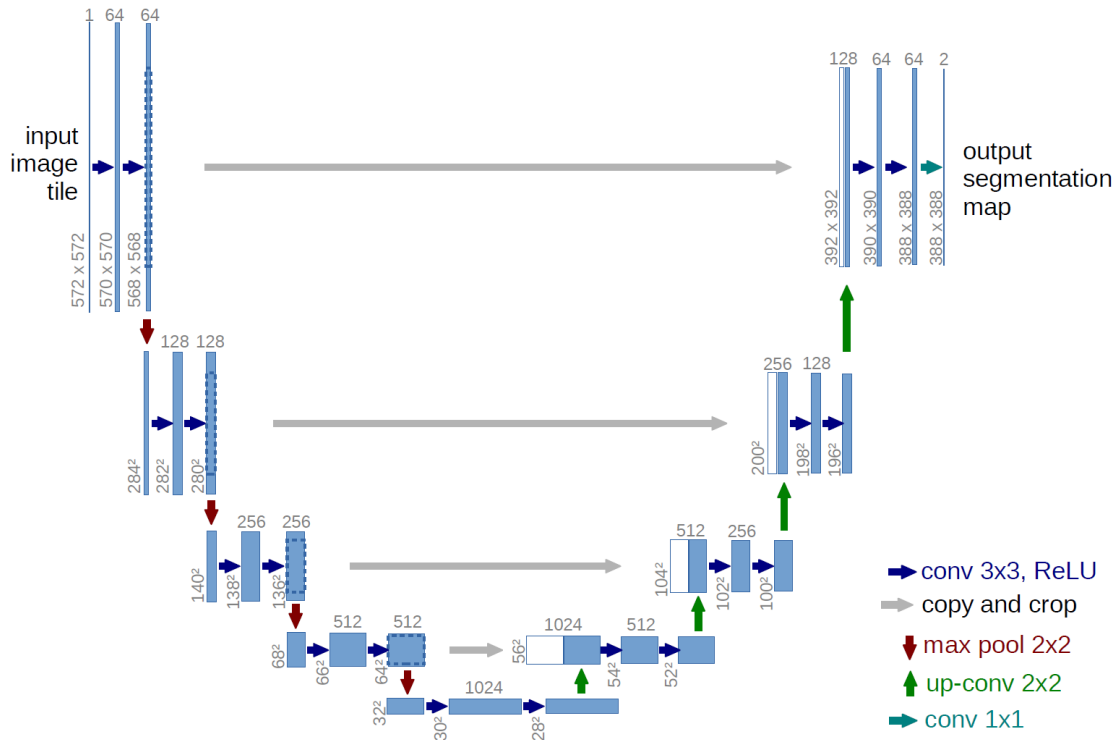 1 64 64
input
image
tile
572 x 572
570 x 570
568 x 568
128 64 64 2
output
segmentation
map
392 x 392
390 x 390
388 x 388
388 x 388
128 128
284²
282²
280²
256 128
200²
198²
196²
256 256
140²
138²
136²
512 256
104²
102²
100²
512 512
68²
66²
64²
1024 512
56²
54²
52²
1024
32²
30²
28²
conv 3x3, ReLU
copy and crop
max pool 2x2
up-conv 2x2
conv 1x1